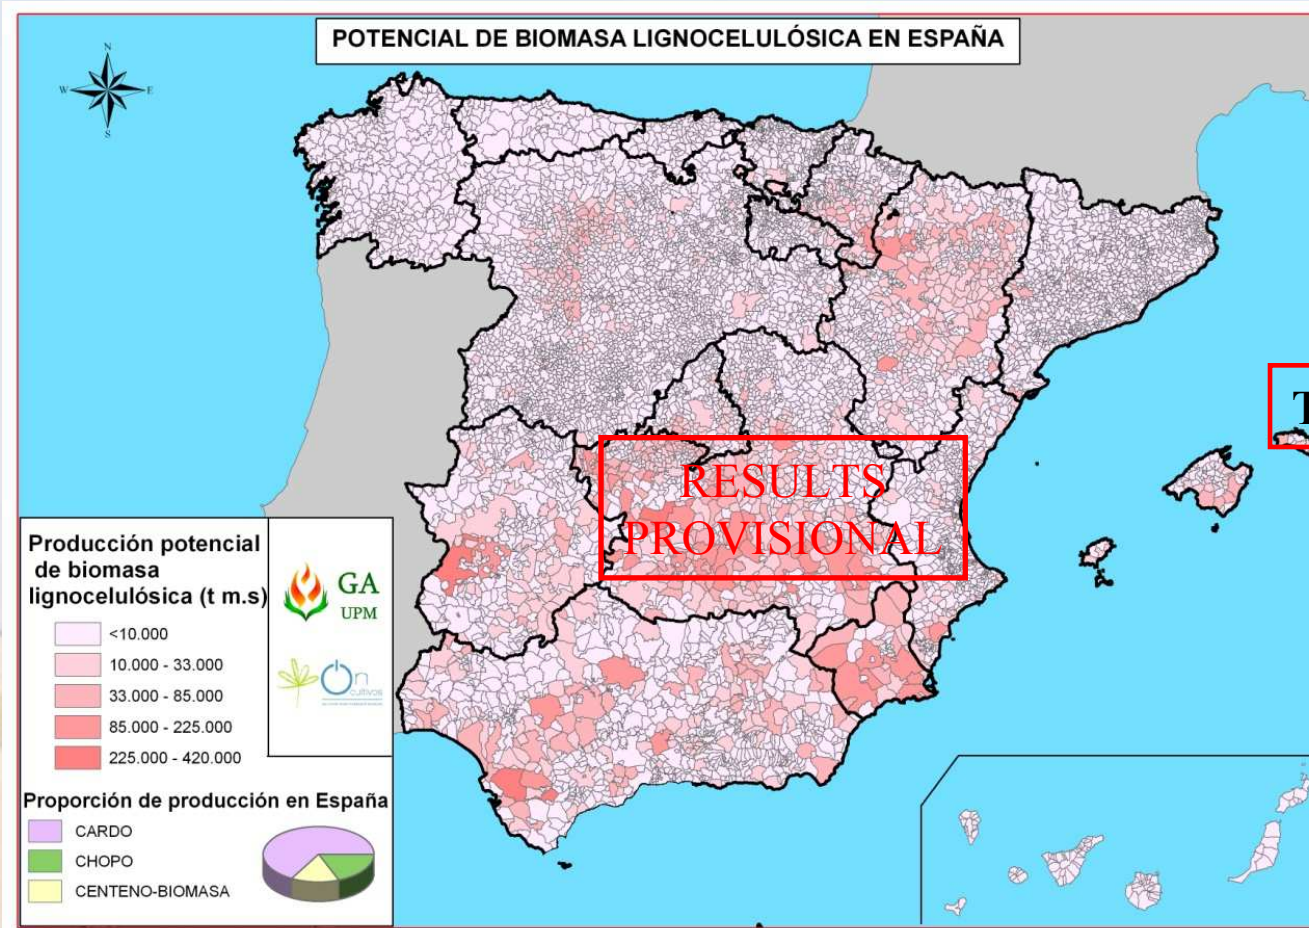 POTENCIAL DE BIOMASA LIGNOCELULÓSICA EN ESPAÑA
N
W
E
S
T
RESULTS
PROVISIONAL
Producción potencial
de biomasa
lignocelulósica (t m.s)
<10.000
10.000 - 33.000
33.000 - 85.000
85.000 - 225.000
225.000 - 420.000
GA
UPM
On
cultivos
Proporción de producción en España
CARDO
CHOPO
CENTENO-BIOMASA